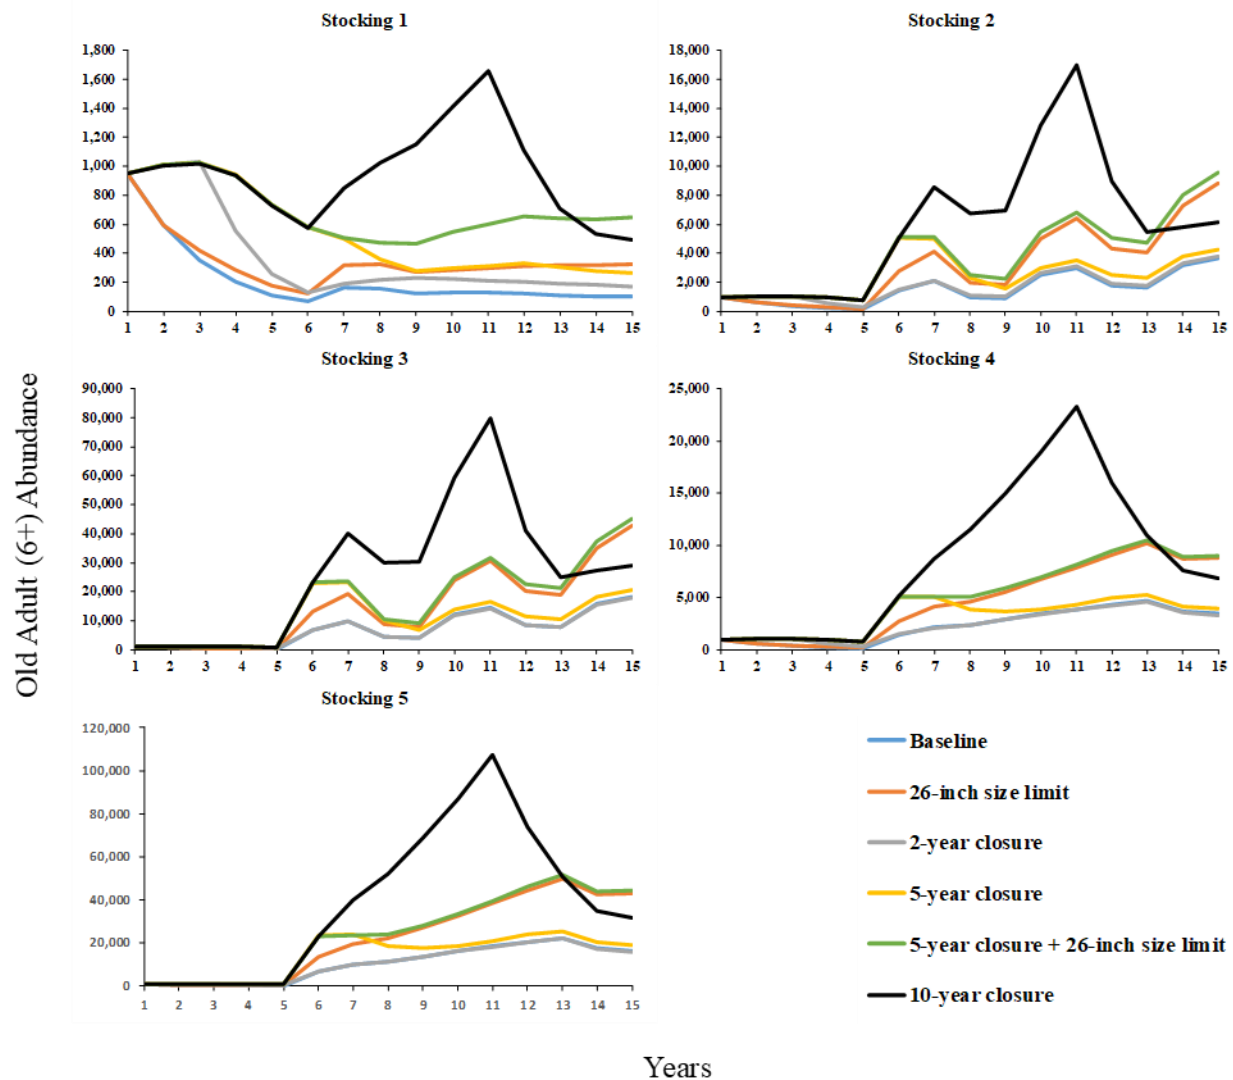 Stocking 1
1,800
1,600
1,400
1,200
1,000
800
600
400
200
0
1 2 3 4 5 6 7 8 9 10 11 12 13 14 15
Stocking 2
18,000
16,000
14,000
12,000
10,000
8,000
6,000
4,000
2,000
0
1 2 3 4 5 6 7 8 9 10 11 12 13 14 15
Old Adult (6+) Abundance
Stocking 3
90,000
80,000
70,000
60,000
50,000
40,000
30,000
20,000
10,000
0
1 2 3 4 5 6 7 8 9 10 11 12 13 14 15
Stocking 4
25,000
20,000
15,000
10,000
5,000
0
1 2 3 4 5 6 7 8 9 10 11 12 13 14 15
Stocking 5
120,000
100,000
80,000
60,000
40,000
20,000
0
1 2 3 4 5 6 7 8 9 10 11 12 13 14 15
Baseline
26-inch size limit
2-year closure
5-year closure
5-year closure + 26-inch size limit
10-year closure
Years